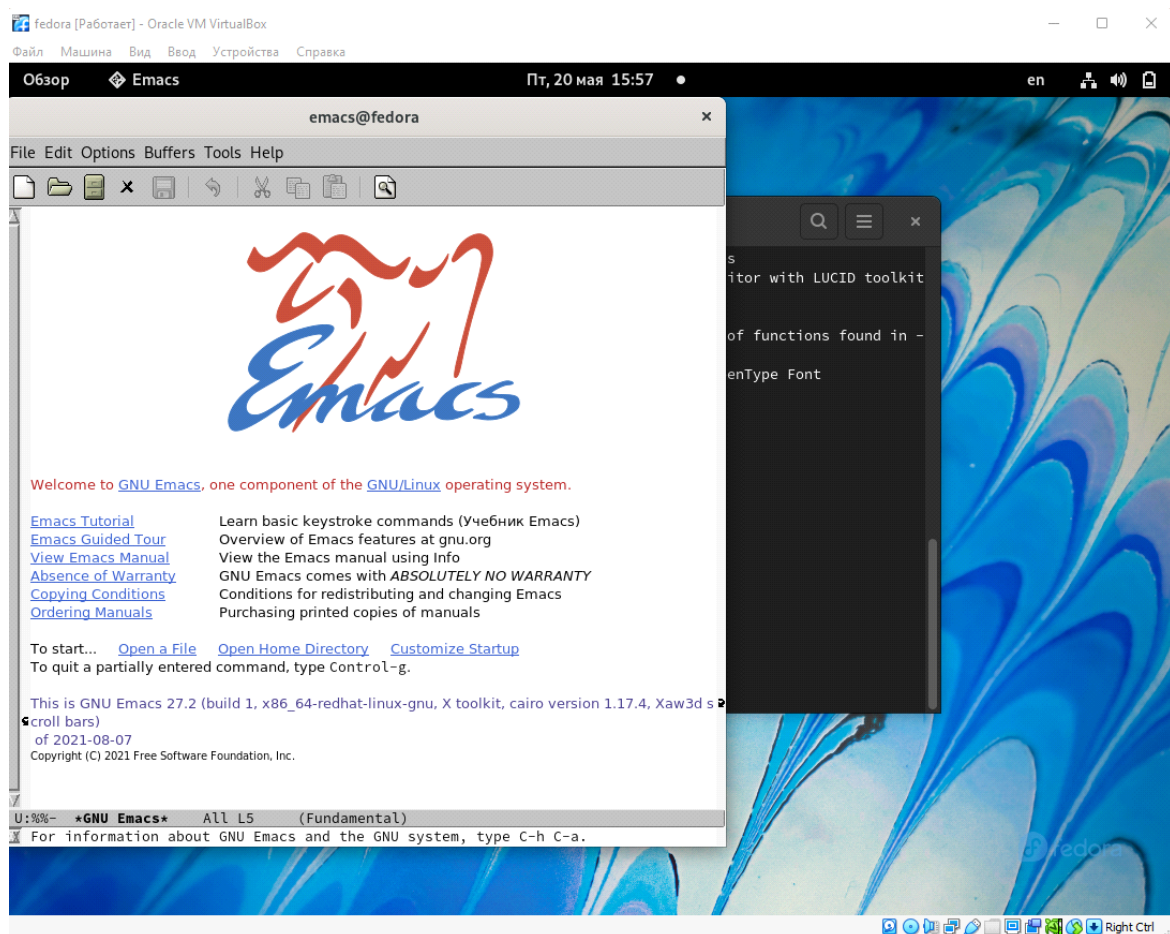 fedora [Работает] - Oracle VM VirtualBox
Файл Машина Вид Ввод Устройства Справка
Обзор Emacs Пт, 20 мая 15:57 en
emacs@fedora
File Edit Options Buffers Tools Help
s
itor with LUCID toolkit
of functions found in -
enType Font
Emacs
Welcome to GNU Emacs, one component of the GNU/Linux operating system.
Emacs Tutorial Learn basic keystroke commands (Учебник Emacs)
Emacs Guided Tour Overview of Emacs features at gnu.org
View Emacs Manual View the Emacs manual using Info
Absence of Warranty GNU Emacs comes with ABSOLUTELY NO WARRANTY
Copying Conditions Conditions for redistributing and changing Emacs
Ordering Manuals Purchasing printed copies of manuals
To start... Open a File Open Home Directory Customize Startup
To quit a partially entered command, type Control-g.
This is GNU Emacs 27.2 (build 1, x86_64-redhat-linux-gnu, X toolkit, cairo version 1.17.4, Xaw3d s
croll bars)
of 2021-08-07
Copyright (C) 2021 Free Software Foundation, Inc.
U:%%- *GNU Emacs* All L5 (Fundamental)
For information about GNU Emacs and the GNU system, type C-h C-a.
fedora
Right Ctrl